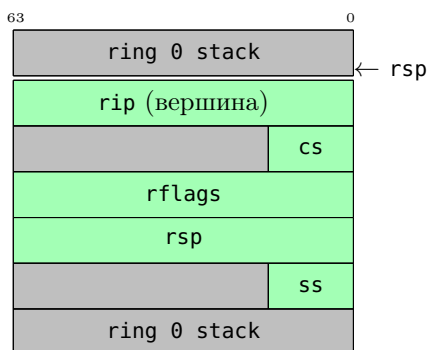 63 0
ring 0 stack
rsp
rip (вершина)
cs
rflags
rsp
ss
ring 0 stack